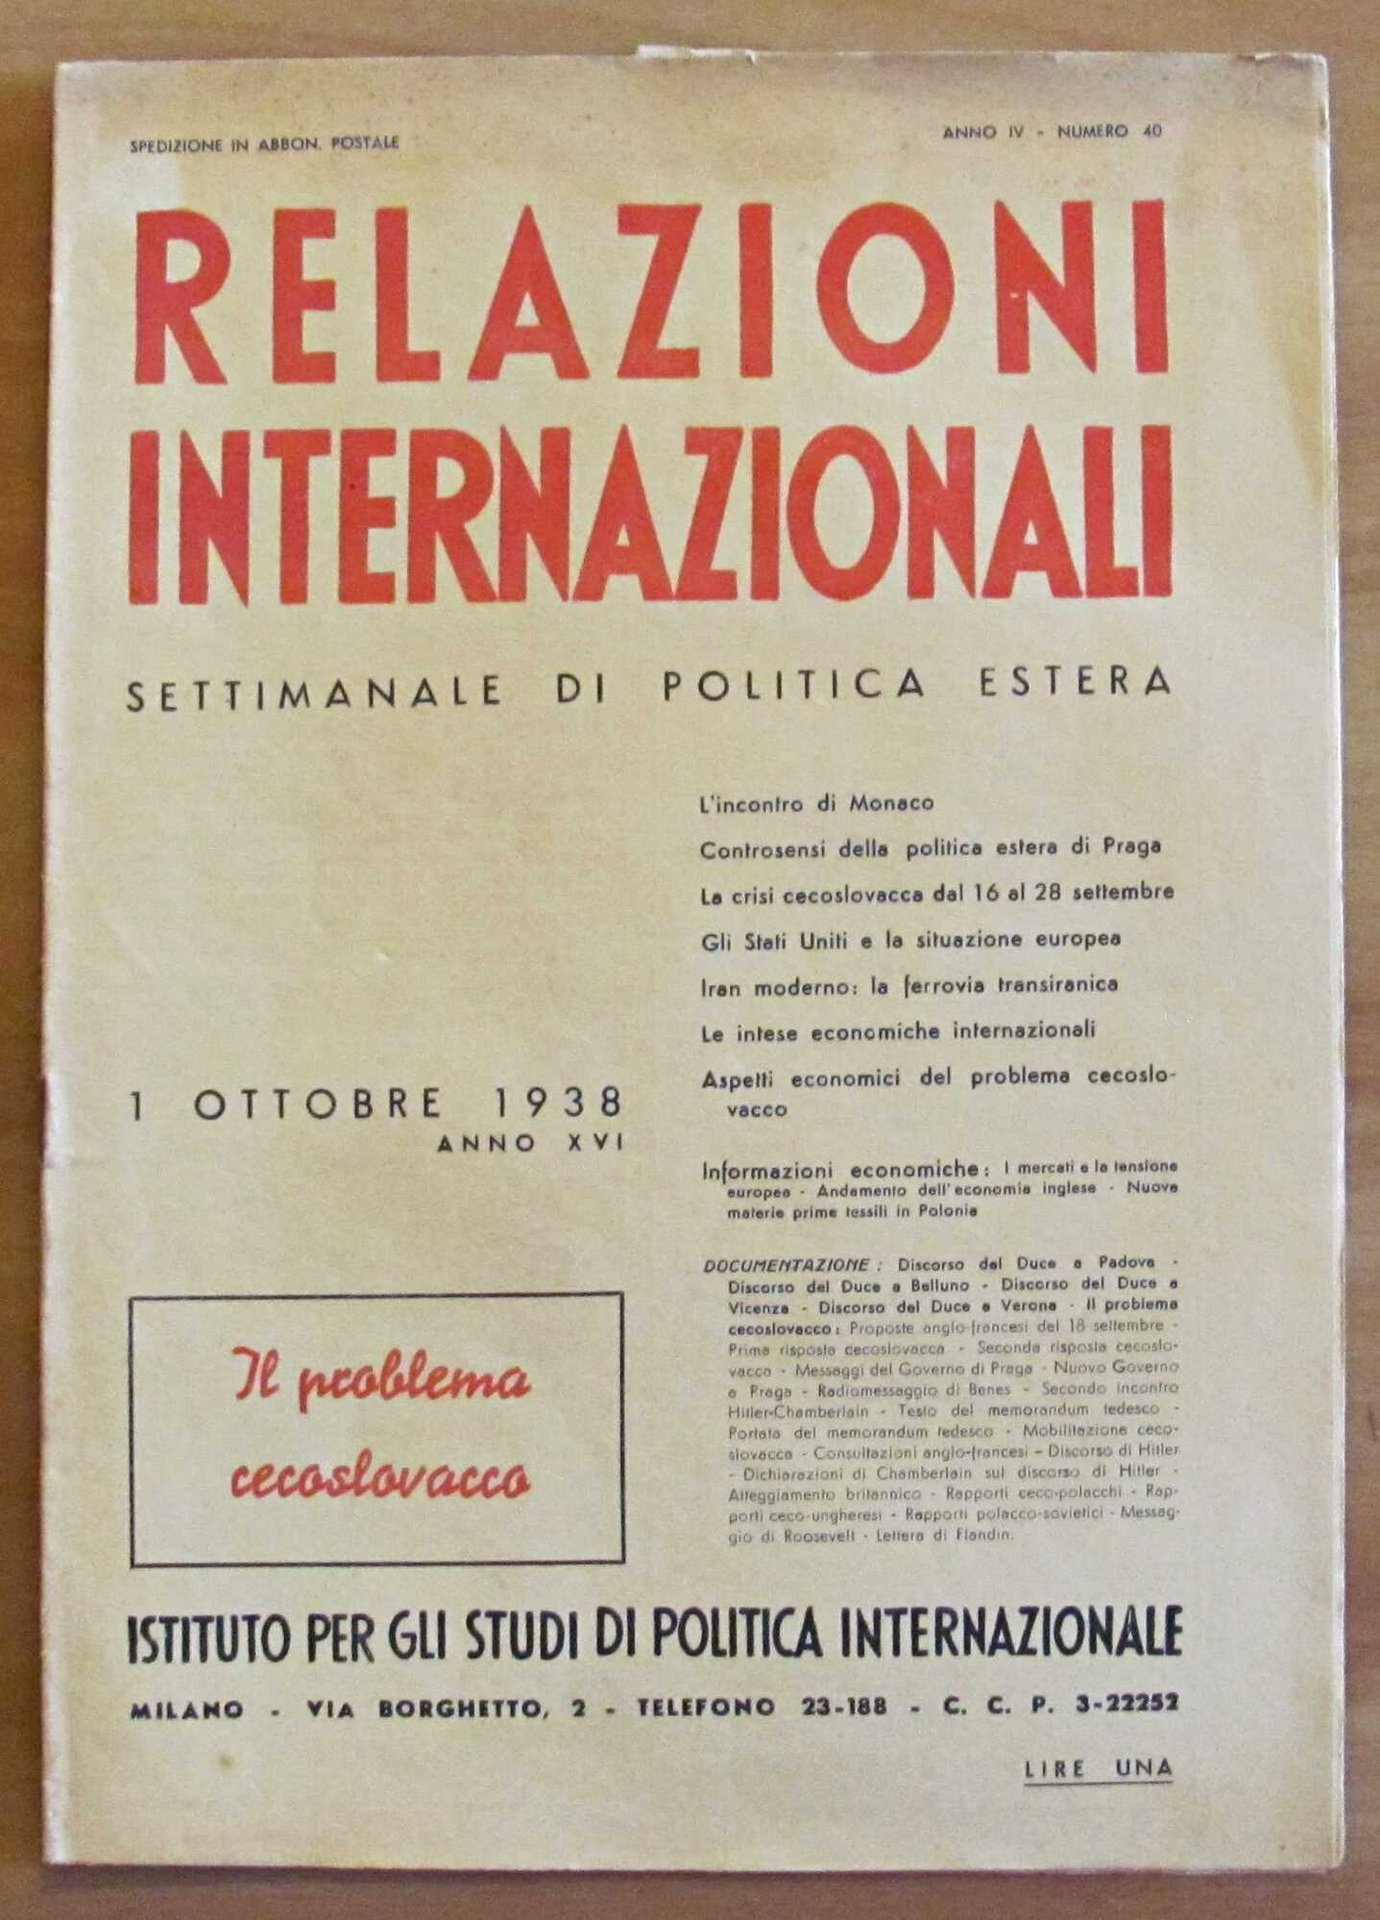 SPEDIZIONE IN ABBON. POSTALE
ANNO IV - NUMERO 40
RELAZIONI
INTERNAZIONALI
SETTIMANALE DI POLITICA ESTERA
L'incontro di Monaco
Controsensi della politica estera di Praga
La crisi cecoslovacca dal 16 al 28 settembre
Gli Stati Uniti e la situazione europea
Iran moderno: la ferrovia transiranica
Le intese economiche internazionali
Aspetti economici del problema cecoslo-
vacco
1 OTTOBRE 1938
ANNO XVI
Informazioni economiche: I mercati e la tensione
europea - Andamento dell'economia inglese - Nuove
materie prime tessili in Polonia
DOCUMENTAZIONE: Discorso del Duce a Padova -
Discorso del Duce a Belluno - Discorso del Duce a
Vicenza - Discorso del Duce a Verona - Il problema
cecoslovacco: Proposte anglo-francesi del 18 settembre -
Prima risposta cecoslovacca - Seconda risposta cecoslo-
vacca - Messaggi del Governo di Praga - Nuovo Governo
a Praga - Radiomessaggio di Benes - Secondo incontro
Hitler-Chamberlain - Testo del memorandum tedesco -
Portata del memorandum tedesco - Mobilitazione ceco-
slovacca - Consultazioni anglo-francesi - Discorso di Hitler
- Dichiarazioni di Chamberlain sul discorso di Hitler -
Atteggiamento britannico - Rapporti ceco-polacchi - Rap-
porti ceco-ungheresi - Rapporti polacco-sovietici - Messag-
gio di Roosevelt - Lettera di Flandin.
Il problema
cecoslovacco
ISTITUTO PER GLI STUDI DI POLITICA INTERNAZIONALE
MILANO - VIA BORGHETTO, 2 - TELEFONO 23-188 - C. C. P. 3-22252
LIRE UNA